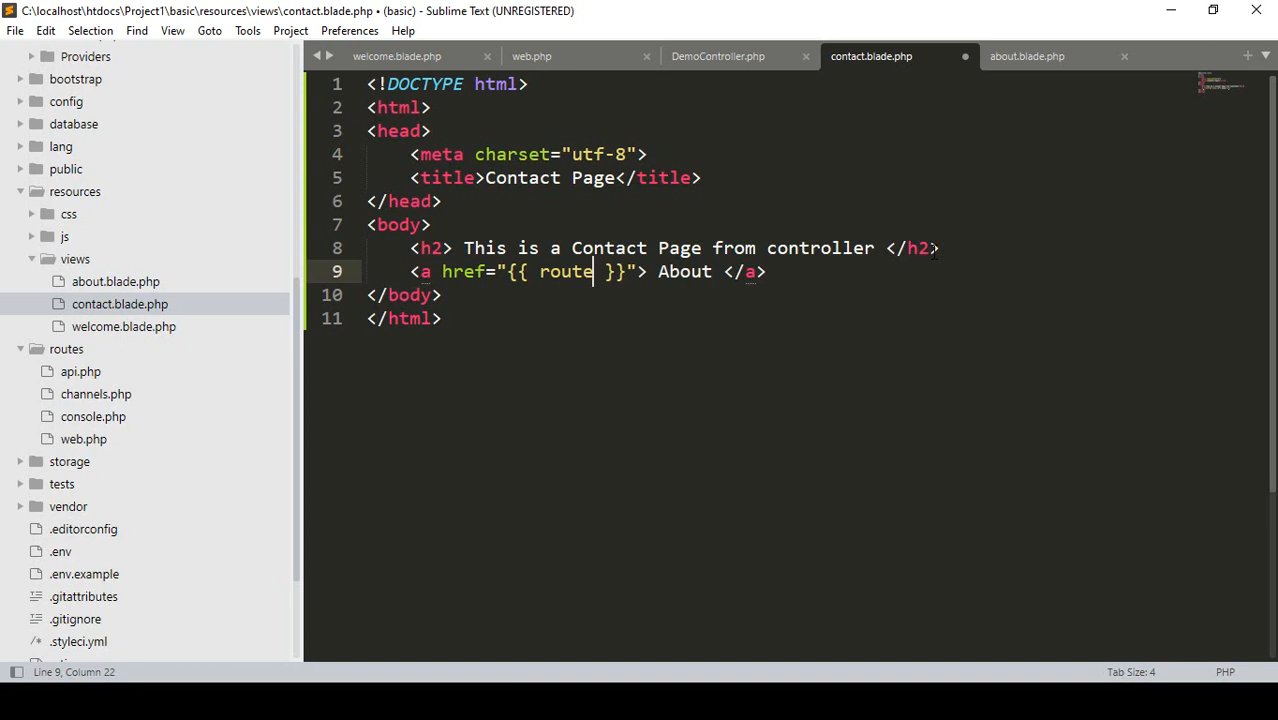 C:\localhost\htdocs\Project1\basic\resources\views\contact.blade.php • (basic) - Sublime Text (UNREGISTERED)
File Edit Selection Find View Goto Tools Project Preferences Help
Providers
bootstrap
config
database
lang
public
resources
css
js
views
about.blade.php
contact.blade.php
welcome.blade.php
routes
api.php
channels.php
console.php
web.php
storage
tests
vendor
.editorconfig
.env
.env.example
.gitattributes
.gitignore
.styleci.yml
welcome.blade.php web.php DemoController.php contact.blade.php about.blade.php
1 <!DOCTYPE html>
2 <html>
3 <head>
4 <meta charset="utf-8">
5 <title>Contact Page</title>
6 </head>
7 <body>
8 <h2> This is a Contact Page from controller </h2>
9 <a href="{{ route }}"> About </a>
10 </body>
11 </html>
Line 9, Column 22 Tab Size: 4 PHP